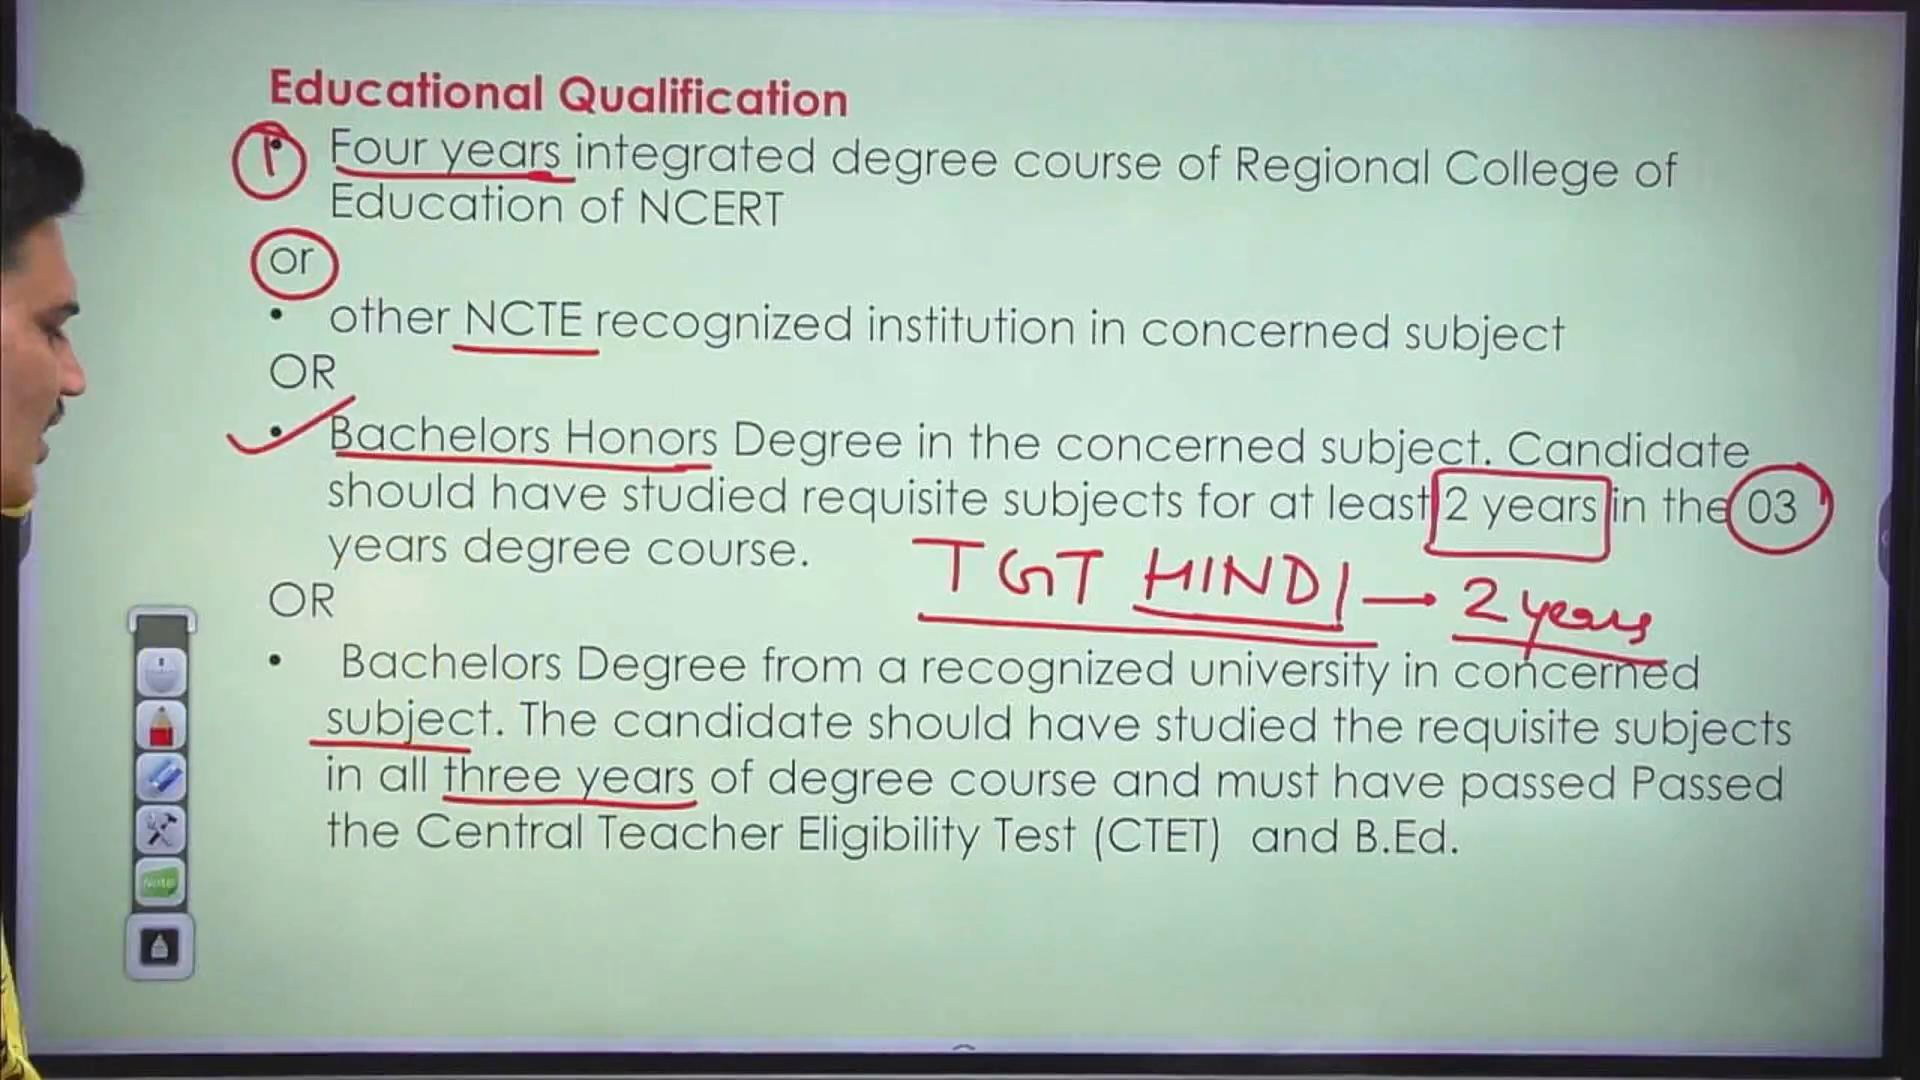 Educational Qualification
1 • Four years integrated degree course of Regional College of
Education of NCERT
or
• other NCTE recognized institution in concerned subject
OR
• Bachelors Honors Degree in the concerned subject. Candidate
should have studied requisite subjects for at least 2 years in the 03
years degree course.
TGT HINDI → 2 years
OR
• Bachelors Degree from a recognized university in concerned
subject. The candidate should have studied the requisite subjects
in all three years of degree course and must have passed Passed
the Central Teacher Eligibility Test (CTET) and B.Ed.
Note